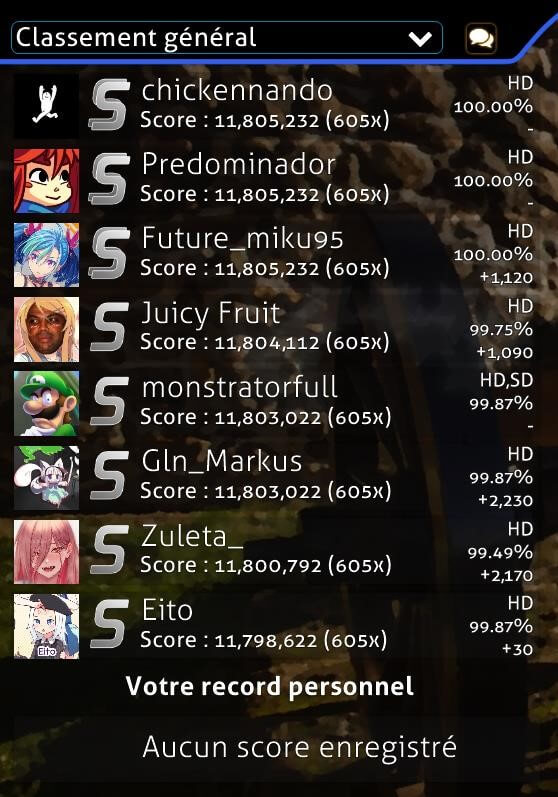 Classement général
S chickennando HD
Score : 11,805,232 (605x) 100.00%
-
S Predominador HD
Score : 11,805,232 (605x) 100.00%
-
S Future_miku95 HD
Score : 11,805,232 (605x) 100.00%
+1,120
S Juicy Fruit HD
Score : 11,804,112 (605x) 99.75%
+1,090
S monstratorfull HD,SD
Score : 11,803,022 (605x) 99.87%
-
S Gln_Markus HD
Score : 11,803,022 (605x) 99.87%
+2,230
S Zuleta_ HD
Score : 11,800,792 (605x) 99.49%
+2,170
S Eito HD
Score : 11,798,622 (605x) 99.87%
Eito +30
Votre record personnel
Aucun score enregistré